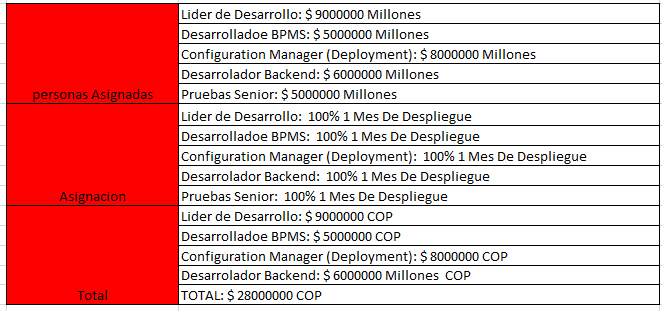 Lider de Desarrollo: $ 9000000 Millones
Desarrolladoe BPMS: $ 5000000 Millones
Configuration Manager (Deployment): $ 8000000 Millones
Desarrolador Backend: $ 6000000 Millones
personas Asignadas
Pruebas Senior: $ 5000000 Millones
Lider de Desarrollo:  100% 1 Mes De Despliegue
Desarrolladoe BPMS:  100% 1 Mes De Despliegue
Configuration Manager (Deployment):  100% 1 Mes De Despliegue
Desarrolador Backend:  100% 1 Mes De Despliegue
Asignacion
Pruebas Senior:  100% 1 Mes De Despliegue
Lider de Desarrollo: $ 9000000 COP
Desarrolladoe BPMS: $ 5000000 COP
Configuration Manager (Deployment): $ 8000000 COP
Desarrolador Backend: $ 6000000 Millones  COP
Total
TOTAL: $ 28000000 COP